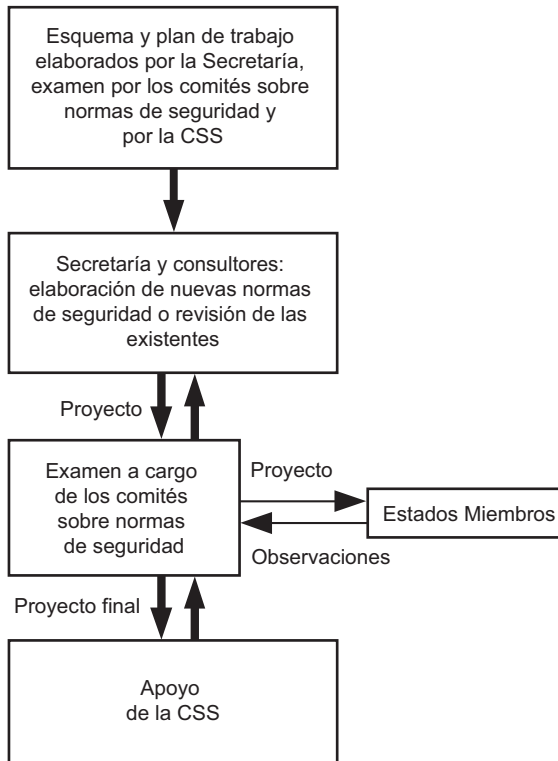 Esquema y plan de trabajo
elaborados por la Secretaría,
examen por los comités sobre
normas de seguridad y
por la CSS
Secretaría y consultores:
elaboración de nuevas normas
de seguridad o revisión de las
existentes
Proyecto
Examen a cargo
de los comités
sobre normas
de seguridad
Proyecto
Estados Miembros
Observaciones
Proyecto final
Apoyo
de la CSS